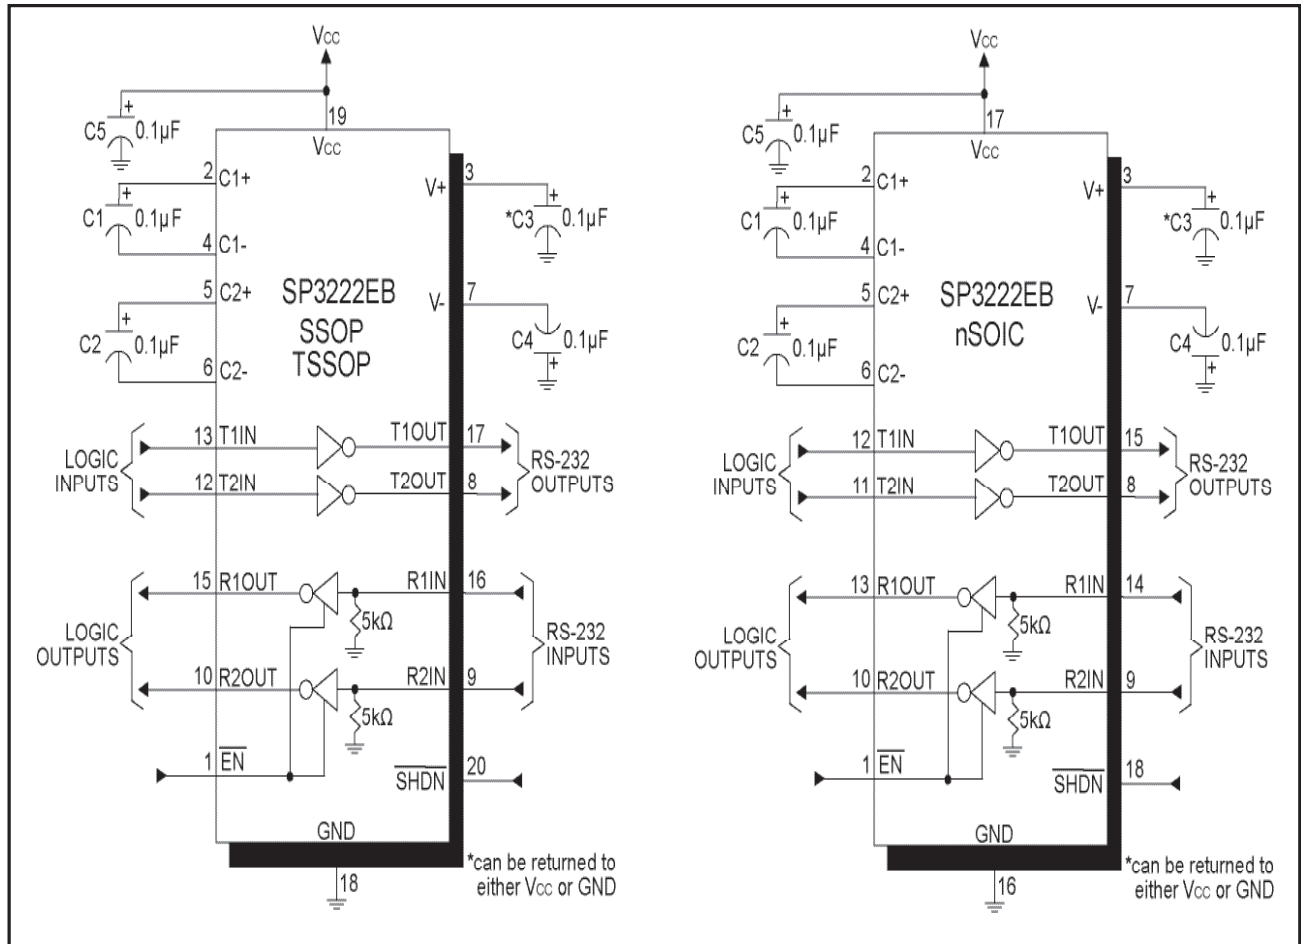 VCC
19
VCC
C5
+
0.1µF
2
C1+
C1
+
0.1µF
4
C1-
5
C2+
C2
+
0.1µF
6
C2-
SP3222EB
SSOP
TSSOP
V+
3
*C3
+
0.1µF
V-
7
C4
0.1µF
+
LOGIC
INPUTS
13
T1IN
T1OUT
17
12
T2IN
T2OUT
8
RS-232
OUTPUTS
LOGIC
OUTPUTS
15
R1OUT
R1IN
16
5kΩ
10
R2OUT
R2IN
9
5kΩ
RS-232
INPUTS
1
EN
SHDN
20
GND
18
*can be returned to
either VCC or GND
VCC
17
VCC
C5
+
0.1µF
2
C1+
C1
+
0.1µF
4
C1-
5
C2+
C2
+
0.1µF
6
C2-
SP3222EB
nSOIC
V+
3
*C3
+
0.1µF
V-
7
C4
0.1µF
+
LOGIC
INPUTS
12
T1IN
T1OUT
15
11
T2IN
T2OUT
8
RS-232
OUTPUTS
LOGIC
OUTPUTS
13
R1OUT
R1IN
14
5kΩ
10
R2OUT
R2IN
9
5kΩ
RS-232
INPUTS
1
EN
SHDN
18
GND
16
*can be returned to
either VCC or GND